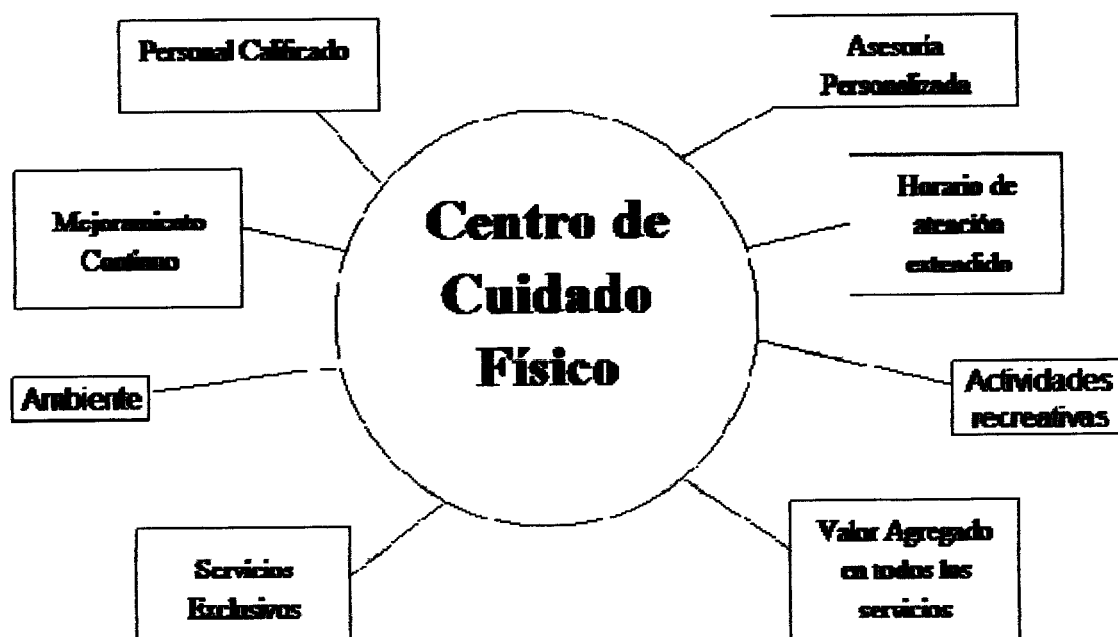 Personal Calificado
Asesoría
Personalizada
Mejoramiento
Continuo
Centro de
Cuidado
Físico
Horario de
atención
extendido
Ambiente
Actividades
recreativas
Servicios
Exclusivos
Valor Agregado
en todos los
servicios